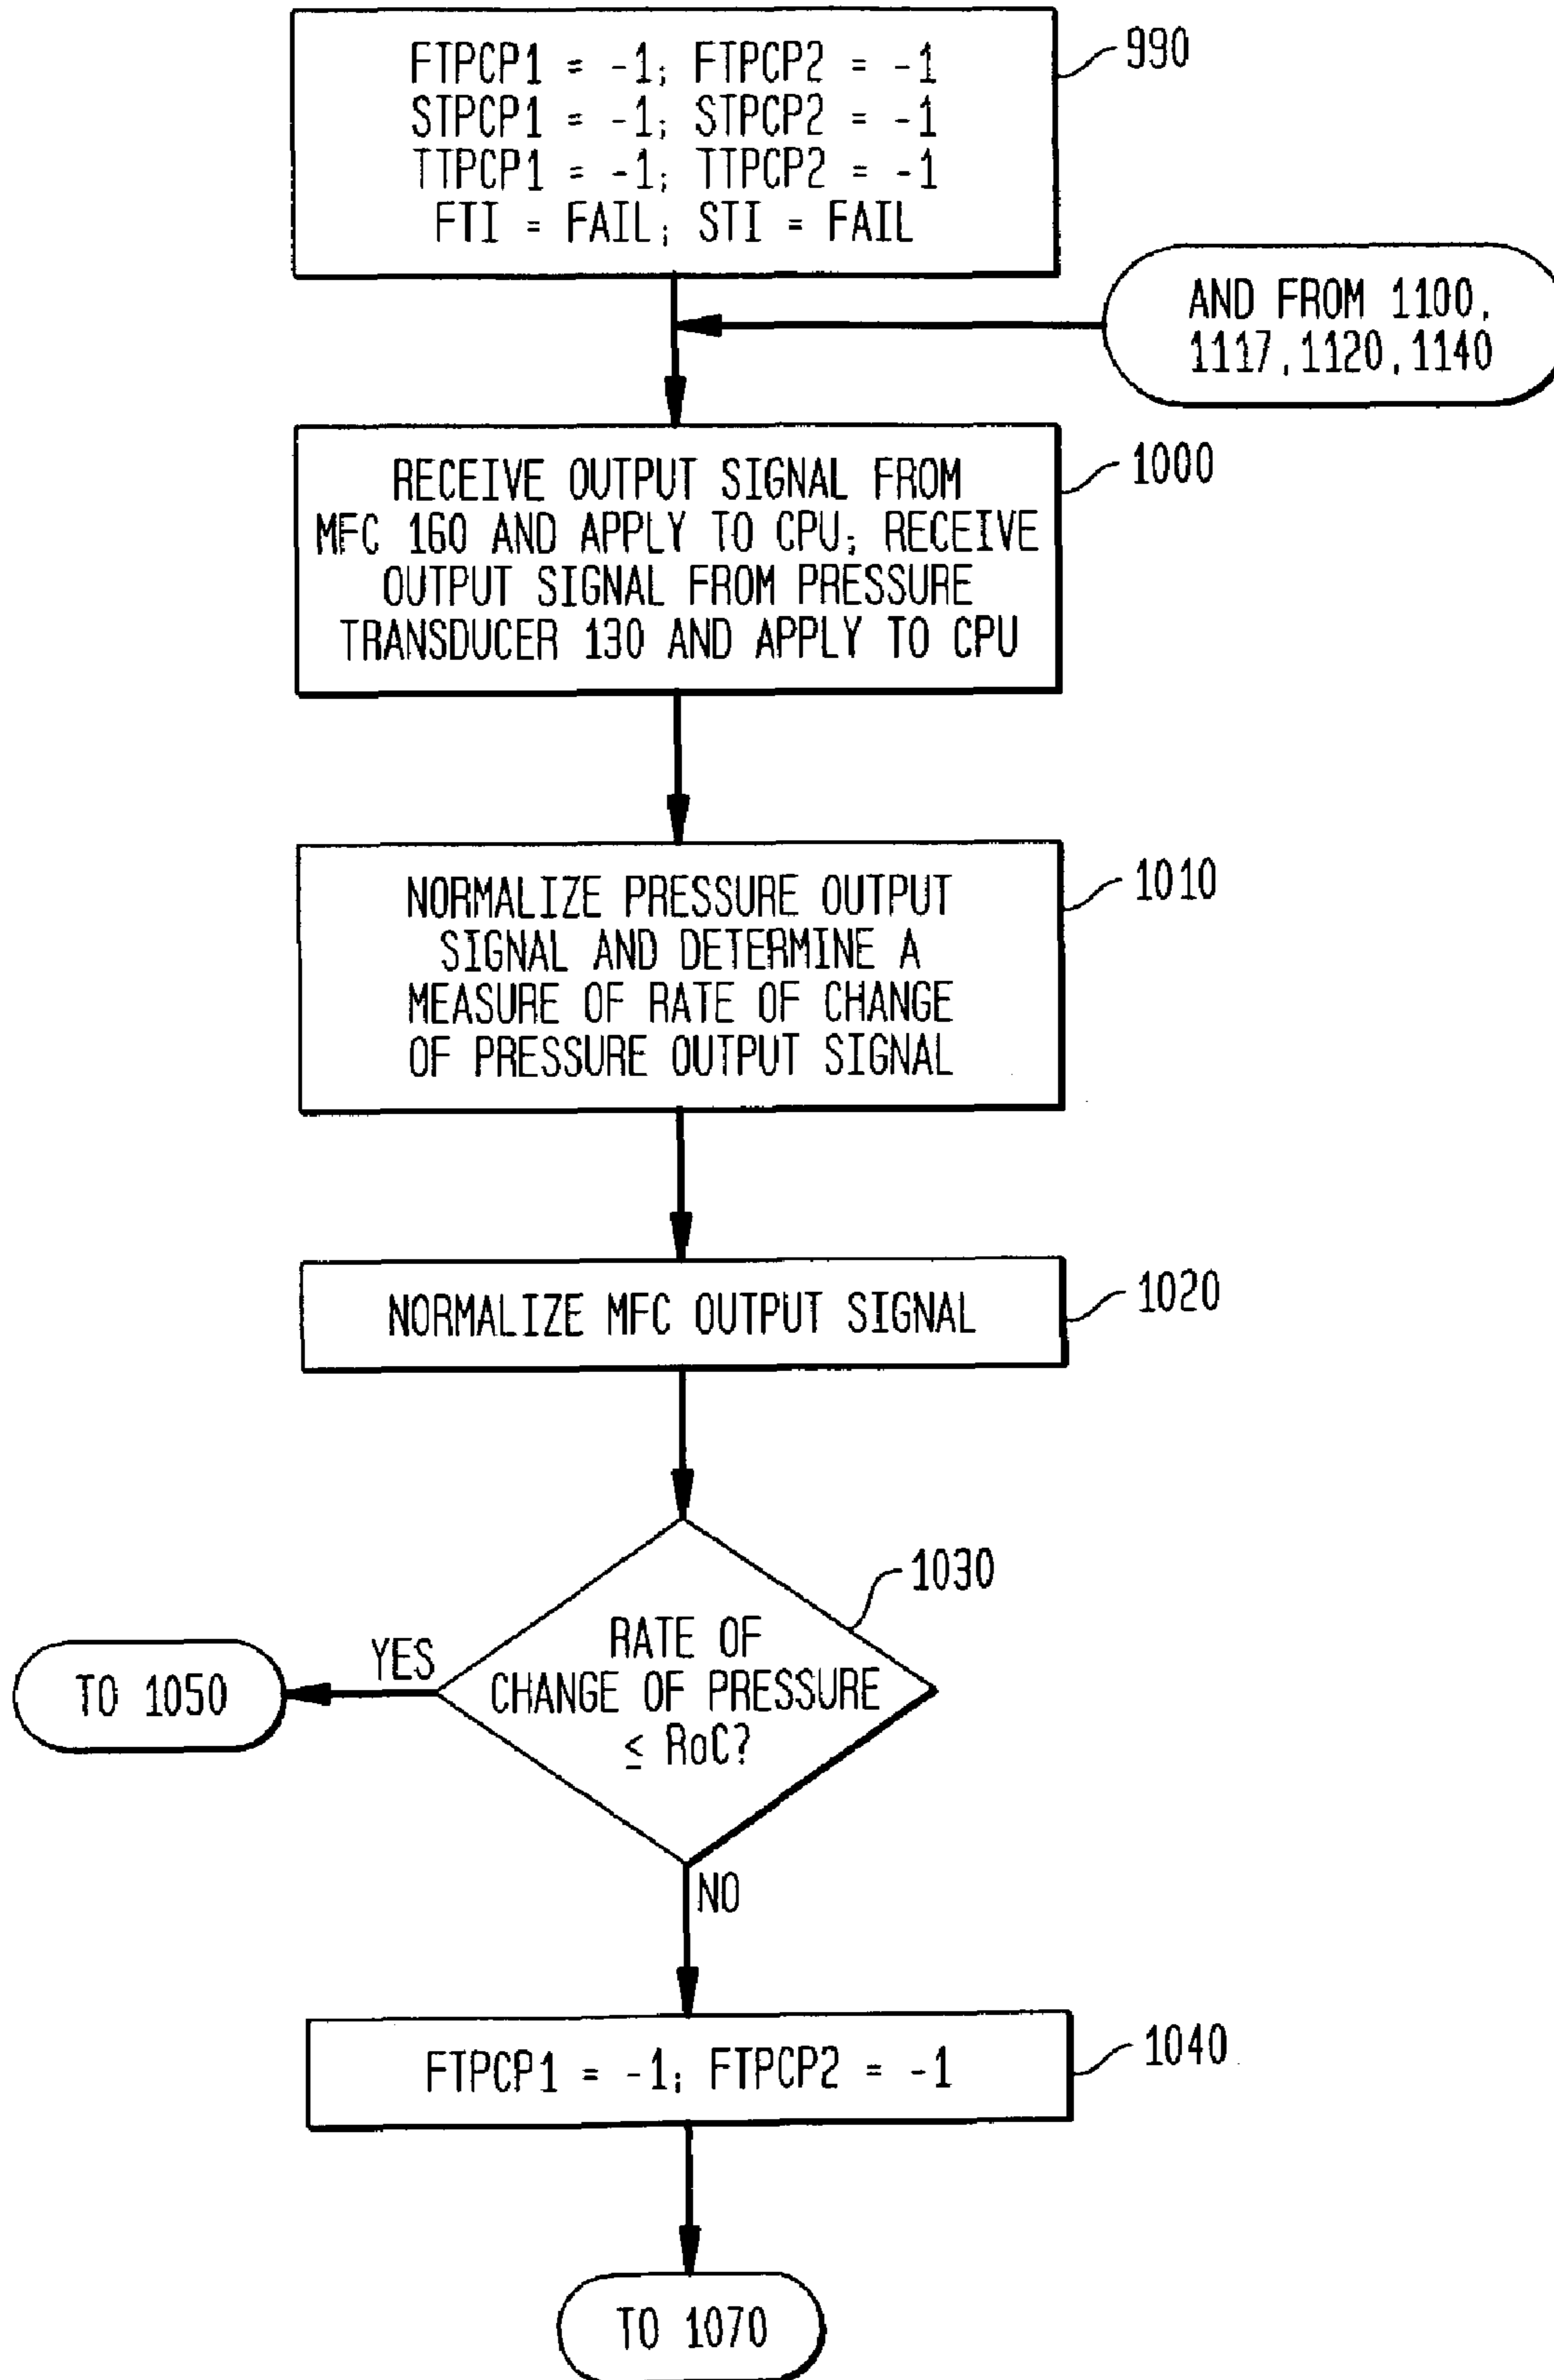 FTPCP1 = -1; FTPCP2 = -1
STPCP1 = -1; STPCP2 = -1
TTPCP1 = -1; TTPCP2 = -1
FTI = FAIL; STI = FAIL
990
AND FROM 1100,
1117,1120,1140
RECEIVE OUTPUT SIGNAL FROM
MFC 160 AND APPLY TO CPU; RECEIVE
OUTPUT SIGNAL FROM PRESSURE
TRANSDUCER 130 AND APPLY TO CPU
1000
NORMALIZE PRESSURE OUTPUT
SIGNAL AND DETERMINE A
MEASURE OF RATE OF CHANGE
OF PRESSURE OUTPUT SIGNAL
1010
NORMALIZE MFC OUTPUT SIGNAL
1020
RATE OF
CHANGE OF PRESSURE
≤ RoC?
1030
YES
TO 1050
NO
FTPCP1 = -1; FTPCP2 = -1
1040
TO 1070